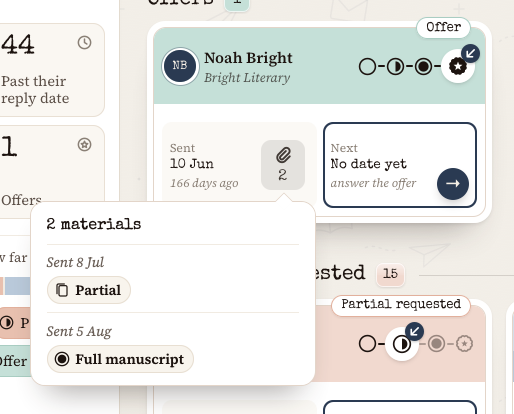 Offers 1
44
Past their
reply date
1
Offers
Offer
NB
Noah Bright
Bright Literary
Sent
10 Jun
166 days ago
2
Next
No date yet
answer the offer
2 materials
Sent 8 Jul
Partial
Sent 5 Aug
Full manuscript
15
Partial requested